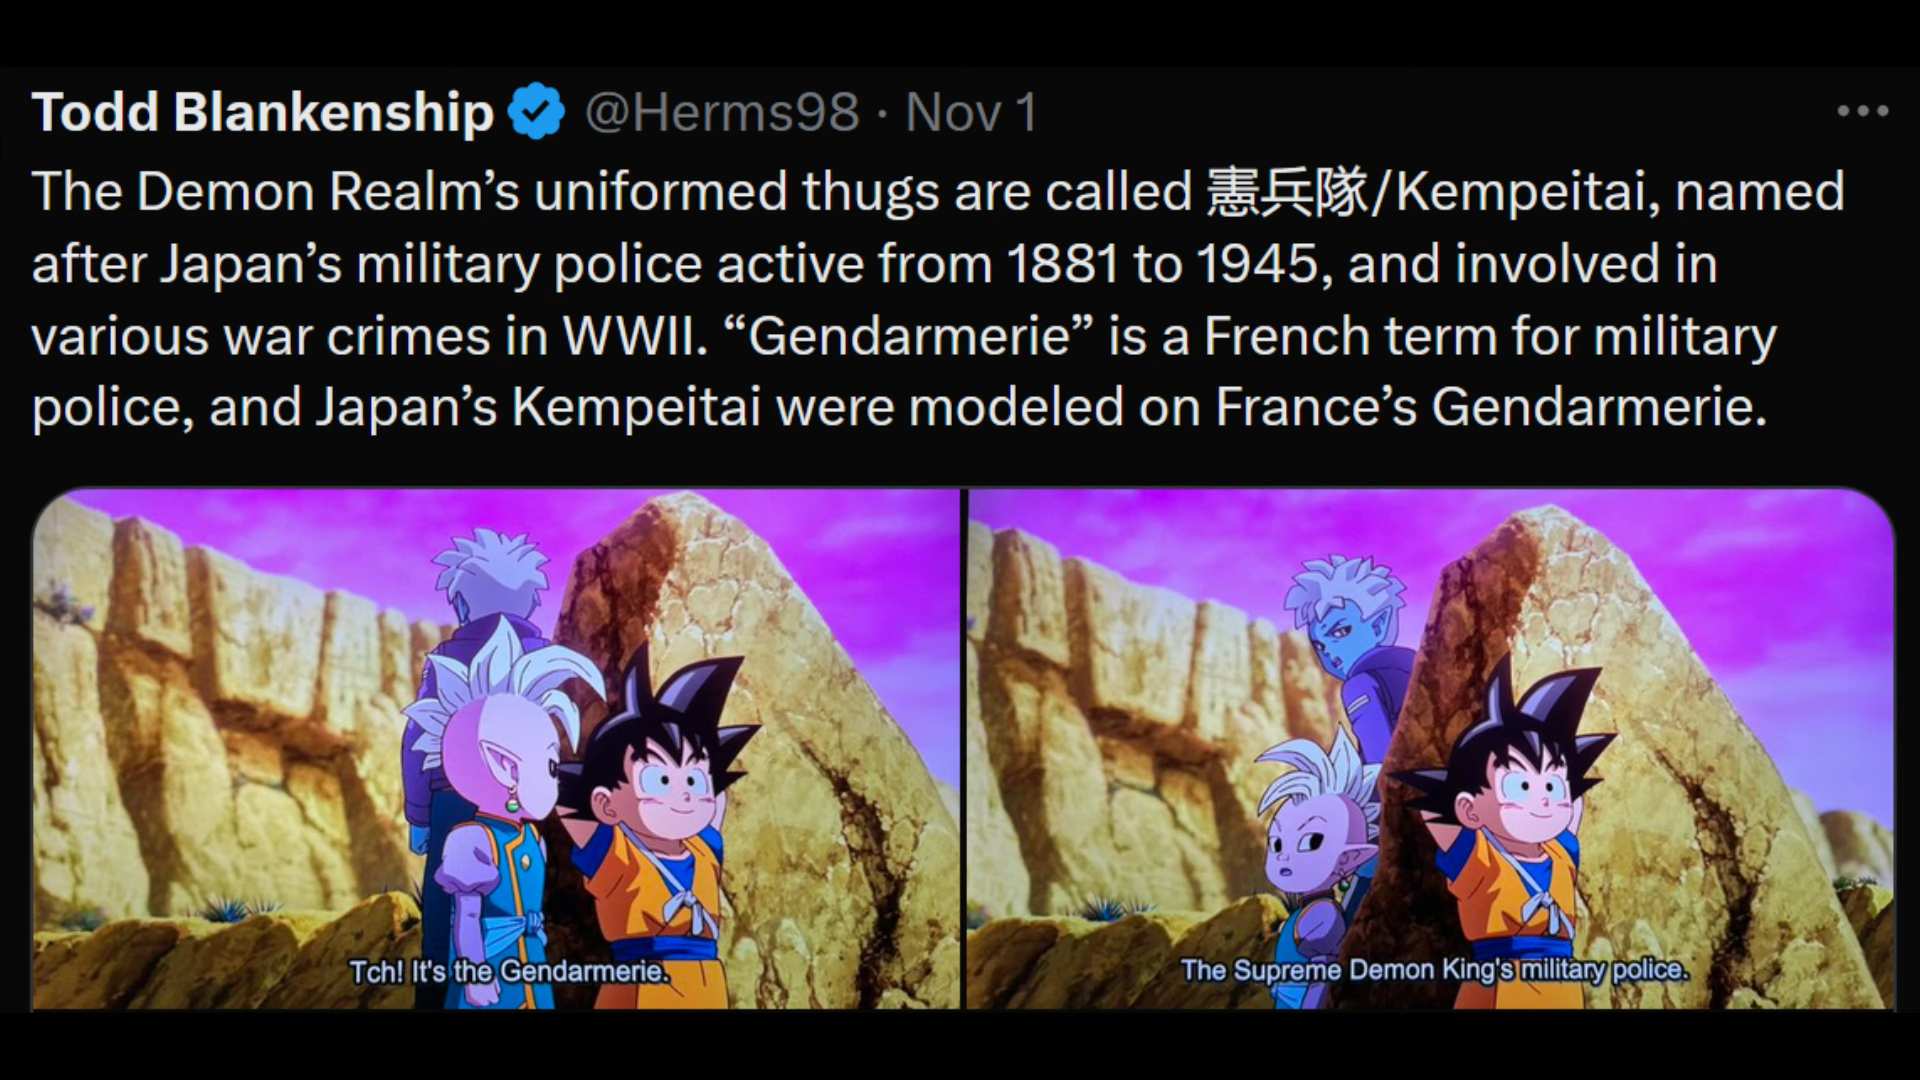 Todd Blankenship @Herms98 · Nov 1
The Demon Realm’s uniformed thugs are called 憲兵隊/Kempeitai, named
after Japan’s military police active from 1881 to 1945, and involved in
various war crimes in WWII. “Gendarmerie” is a French term for military
police, and Japan’s Kempeitai were modeled on France’s Gendarmerie.
Tch! It's the Gendarmerie.
The Supreme Demon King's military police.